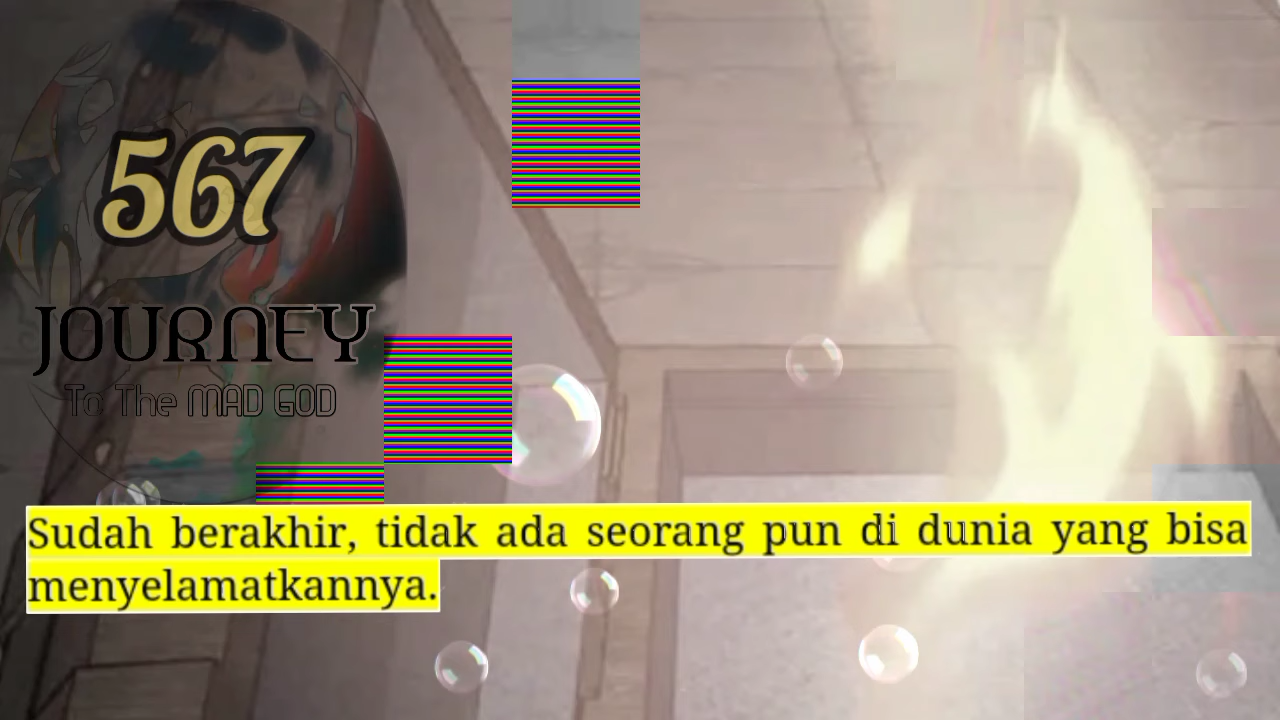 567
JOURNEY
To The MAD GOD
Sudah berakhir, tidak ada seorang pun di dunia yang bisa
menyelamatkannya.